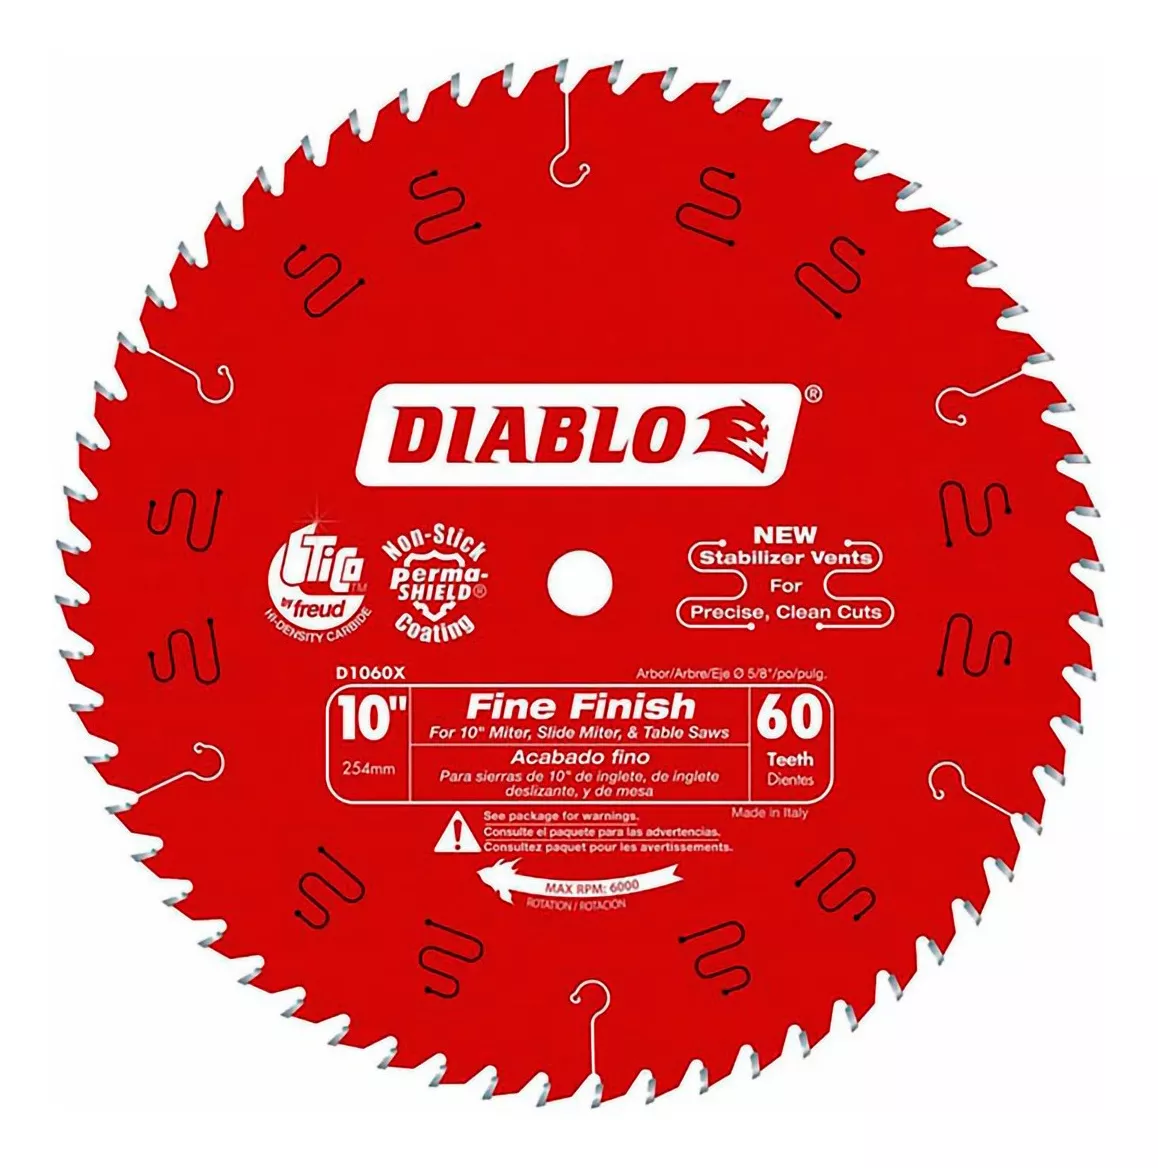 DIABLO ®
UTiCo™
by freud
HI-DENSITY CARBIDE
Non-Stick
perma-
SHIELD®
Coating
NEW
Stabilizer Vents
For
Precise, Clean Cuts
D1060X
Arbor/Arbre/Eje Ø 5/8"/po/pulg.
10"
254mm
Fine Finish
For 10" Miter, Slide Miter, & Table Saws
Acabado fino
Para sierras de 10" de inglete, de inglete
deslizante, y de mesa
60
Teeth
Dientes
Made in Italy
See package for warnings.
Consulte el paquete para las advertencias.
Consultez paquet pour les avertissements.
MAX RPM: 6000
ROTATION / ROTACIÓN